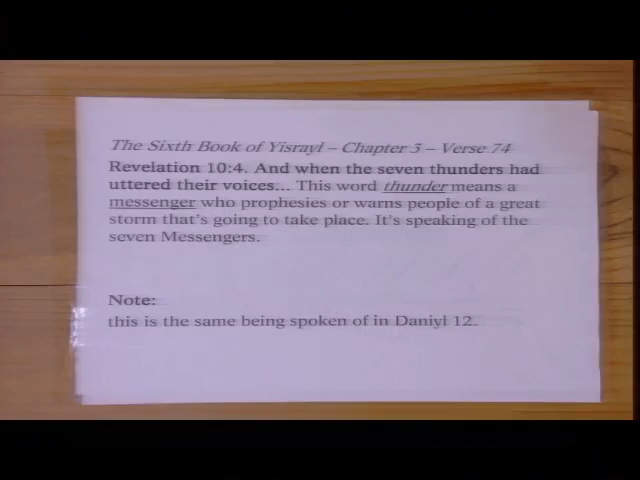 The Sixth Book of Yisrayl – Chapter 3 – Verse 74
Revelation 10:4. And when the seven thunders had
uttered their voices... This word thunder means a
messenger who prophesies or warns people of a great
storm that's going to take place. It's speaking of the
seven Messengers.
Note:
this is the same being spoken of in Daniyl 12.